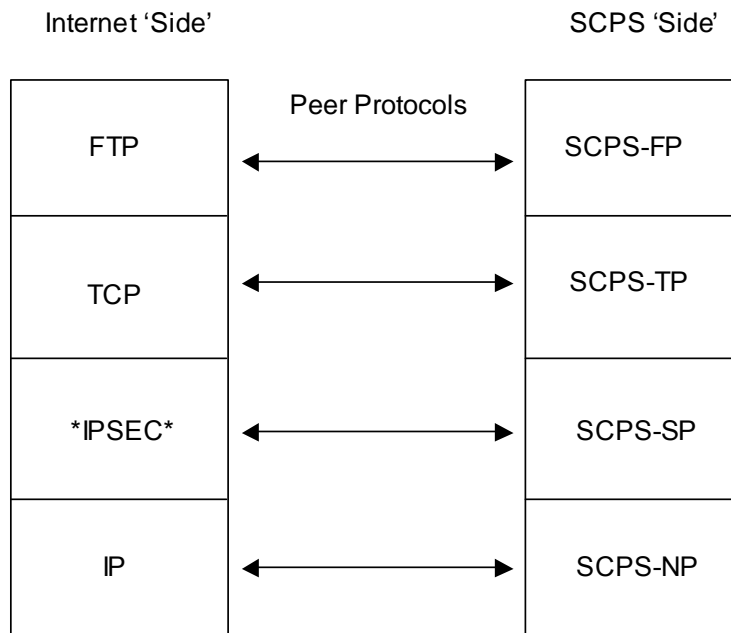 Internet ‘Side’
SCPS ‘Side’
Peer Protocols
FTP
SCPS-FP
TCP
SCPS-TP
*IPSEC*
SCPS-SP
IP
SCPS-NP